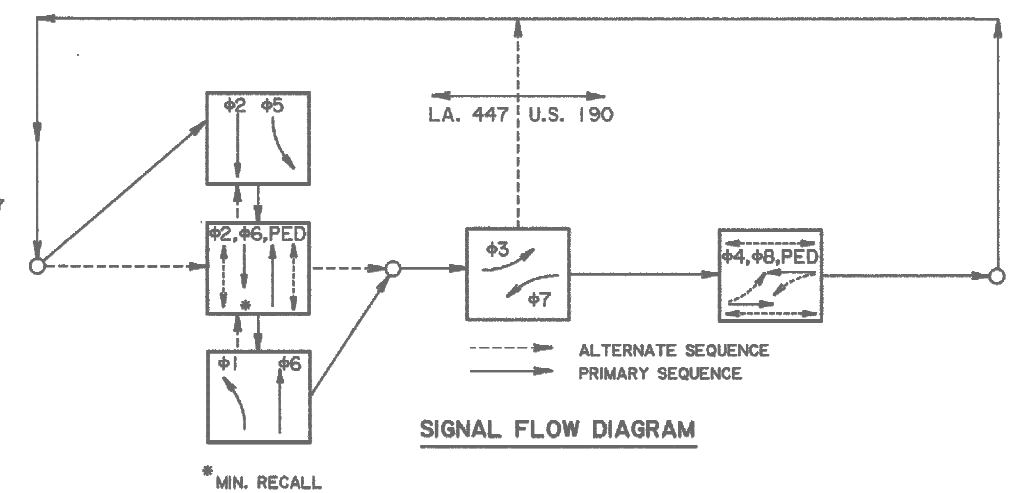 ϕ2 ϕ5
LA. 447 U.S. 190
ϕ2,ϕ6,PED
*
ϕ3
ϕ7
ϕ4,ϕ8,PED
ϕ1 ϕ6
ALTERNATE SEQUENCE
PRIMARY SEQUENCE
SIGNAL FLOW DIAGRAM
*MIN. RECALL